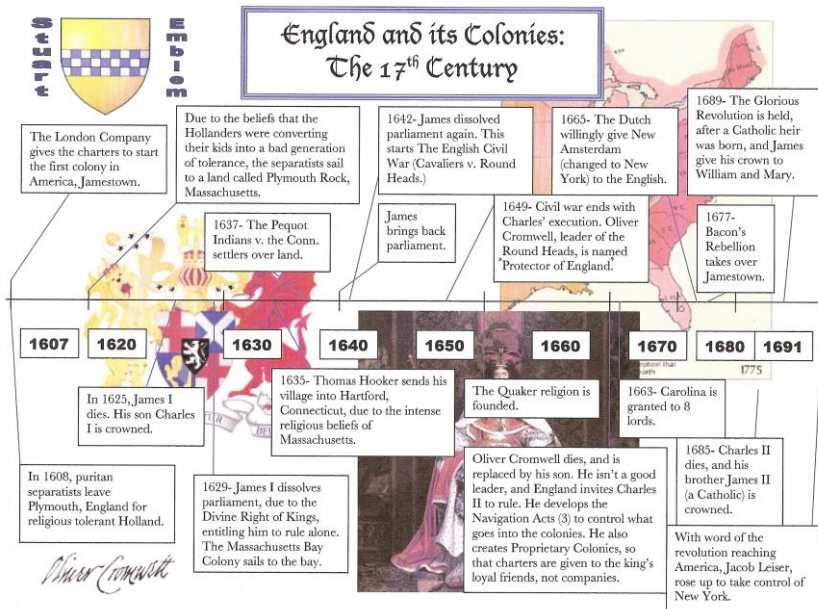 Stuart
Emblem
England and its Colonies:
The 17th Century
The London Company
gives the charters to start
the first colony in
America, Jamestown.
Due to the beliefs that the
Hollanders were converting
their kids into a bad generation
of tolerance, the separatists sail
to a land called Plymouth Rock,
Massachusetts.
1637- The Pequot
Indians v. the Conn.
settlers over land.
1642- James dissolved
parliament again. This
starts The English Civil
War (Cavaliers v. Round
Heads.)
James
brings back
parliament.
1665- The Dutch
willingly give New
Amsterdam
(changed to New
York) to the English.
1649- Civil war ends with
Charles' execution. Oliver
Cromwell, leader of the
Round Heads, is named
"Protector of England."
1689- The Glorious
Revolution is held,
after a Catholic heir
was born, and James
give his crown to
William and Mary.
1677-
Bacon's
Rebellion
takes over
Jamestown.
1607
1620
1630
1640
1650
1660
1670
1680
1691
1775
In 1625, James I
dies. His son Charles
I is crowned.
In 1608, puritan
separatists leave
Plymouth, England for
religious tolerant Holland.
1629- James I dissolves
parliament, due to the
Divine Right of Kings,
entitling him to rule alone.
The Massachusetts Bay
Colony sails to the bay.
1635- Thomas Hooker sends his
village into Hartford,
Connecticut, due to the intense
religious beliefs of
Massachusetts.
The Quaker religion is
founded.
Oliver Cromwell dies, and is
replaced by his son. He isn't a good
leader, and England invites Charles
II to rule. He develops the
Navigation Acts (3) to control what
goes into the colonies. He also
creates Proprietary Colonies, so
that charters are given to the king's
loyal friends, not companies.
1663- Carolina is
granted to 8
lords.
1685- Charles II
dies, and his
brother James II
(a Catholic) is
crowned.
With word of the
revolution reaching
America, Jacob Leiser,
rose up to take control of
New York.
Oliver Cromwell